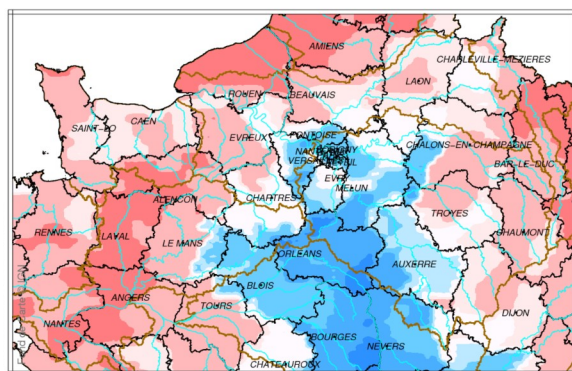 AMIENS
CHARLEVILLE-MEZIERES
LAON
ROUEN
BEAUVAIS
SAINT-LO
CAEN
EVREUX
PONTOISE
CHALONS-EN-CHAMPAGNE
BAR-LE-DUC
EVRY
MELUN
ALENCON
CHARTRES
TROYES
RENNES
LAVAL
LE MANS
CHAUMONT
ORLEANS
AUXERRE
BLOIS
ANGERS
TOURS
DIJON
NANTES
BOURGES
NEVERS
CHATEAUROUX